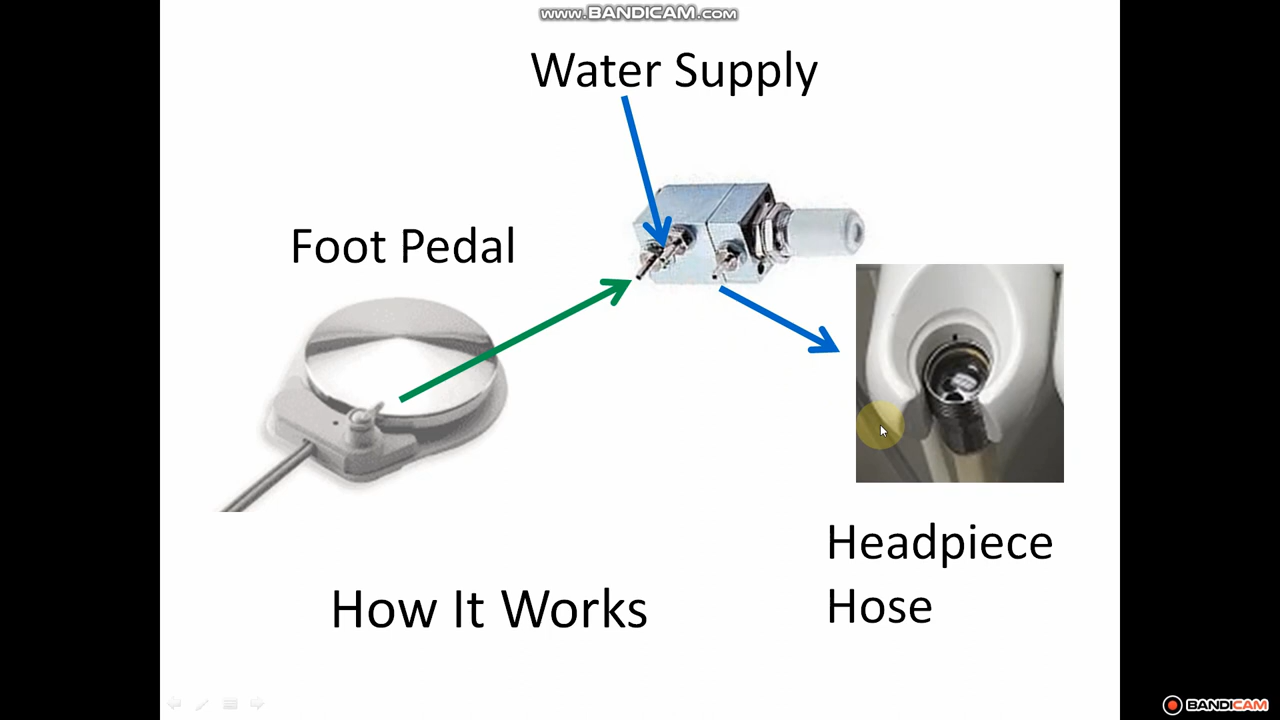 www.BANDICAM.com
Water Supply
Foot Pedal
Headpiece
Hose
How It Works
BANDICAM